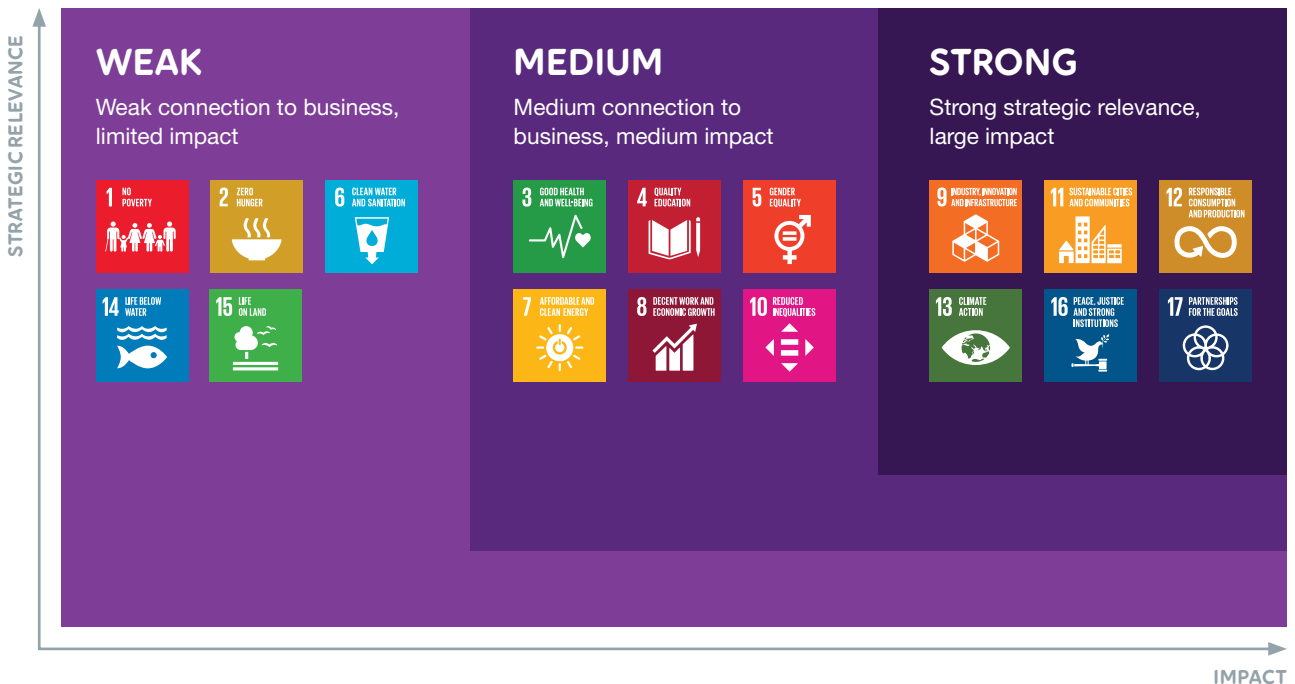 STRATEGIC RELEVANCE
WEAK
Weak connection to business,
limited impact
1 NO
POVERTY
2 ZERO
HUNGER
6 CLEAN WATER
AND SANITATION
14 LIFE BELOW
WATER
15 LIFE
ON LAND
MEDIUM
Medium connection to
business, medium impact
3 GOOD HEALTH
AND WELL-BEING
4 QUALITY
EDUCATION
5 GENDER
EQUALITY
7 AFFORDABLE AND
CLEAN ENERGY
8 DECENT WORK AND
ECONOMIC GROWTH
10 REDUCED
INEQUALITIES
STRONG
Strong strategic relevance,
large impact
9 INDUSTRY, INNOVATION
AND INFRASTRUCTURE
11 SUSTAINABLE CITIES
AND COMMUNITIES
12 RESPONSIBLE
CONSUMPTION
AND PRODUCTION
13 CLIMATE
ACTION
16 PEACE, JUSTICE
AND STRONG
INSTITUTIONS
17 PARTNERSHIPS
FOR THE GOALS
IMPACT